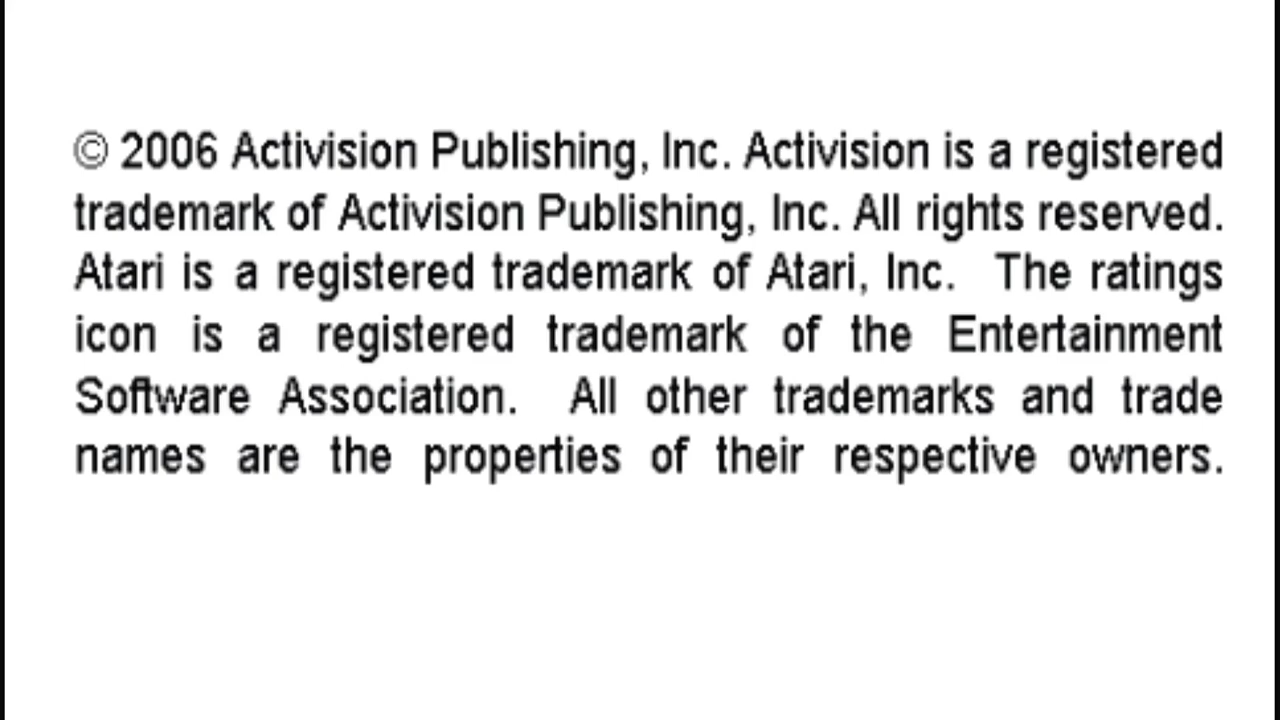 © 2006 Activision Publishing, Inc. Activision is a registered
trademark of Activision Publishing, Inc. All rights reserved.
Atari is a registered trademark of Atari, Inc.  The ratings
icon is a registered trademark of the Entertainment
Software Association.  All other trademarks and trade
names are the properties of their respective owners.